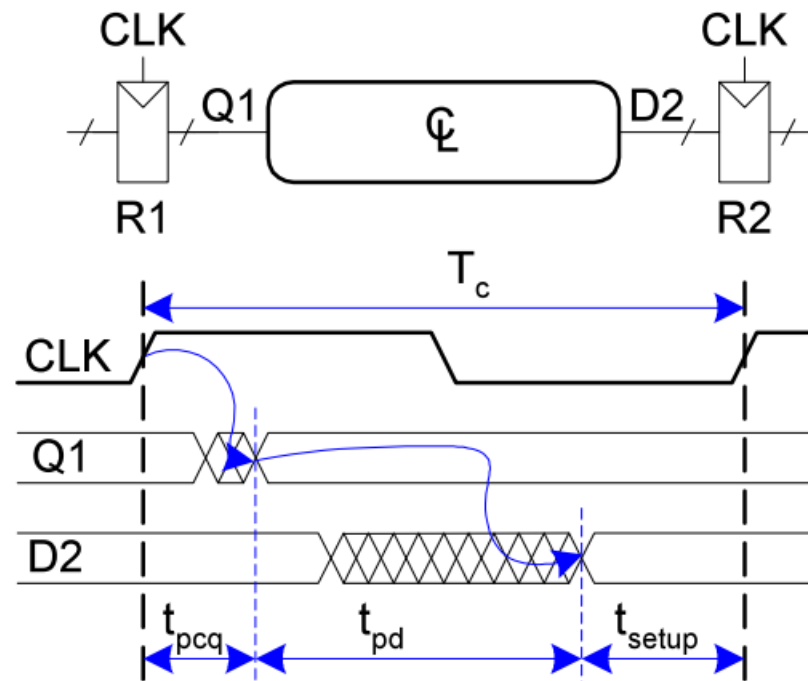 CLK CLK
Q1 CL D2
R1 R2
Tc
CLK
Q1
D2
tpcq tpd tsetup